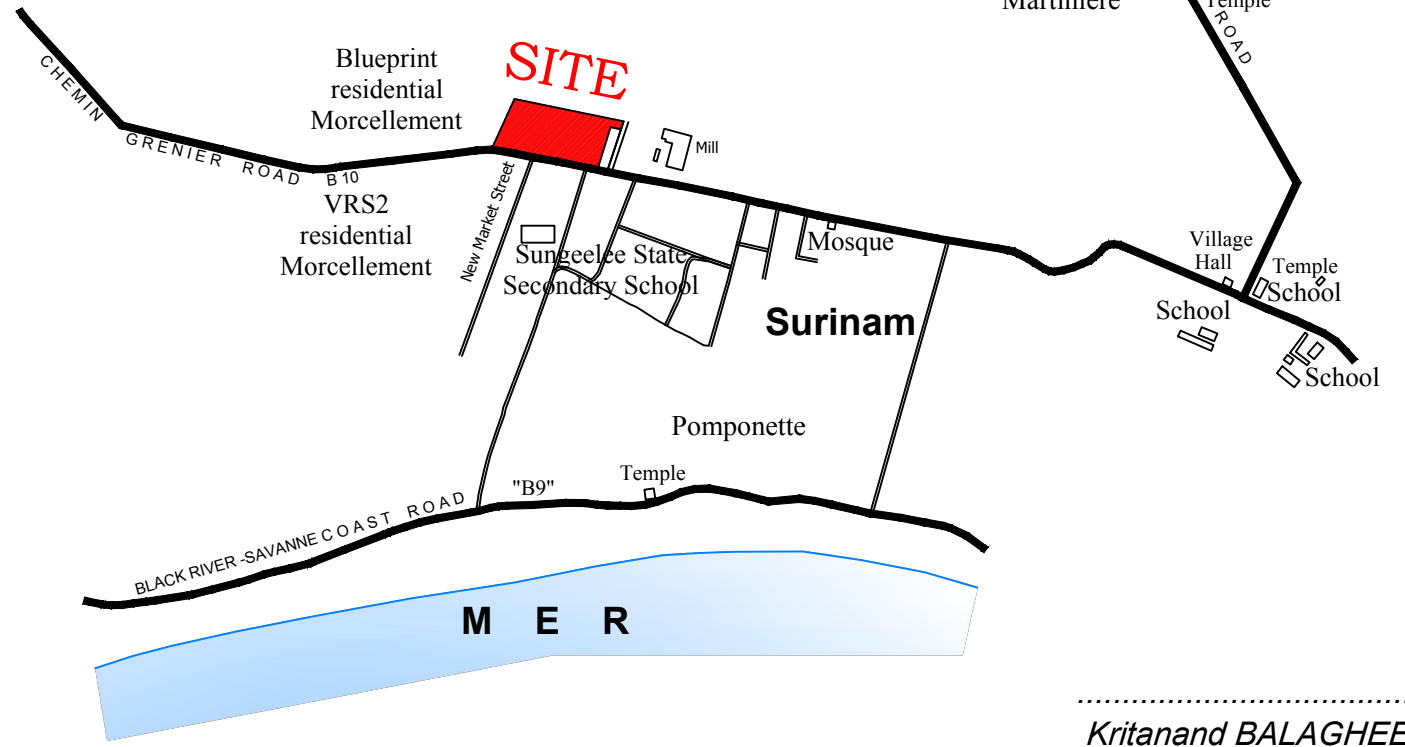 Martinière
Temple
ROAD
CHEMIN GRENIER ROAD B 10
Blueprint
residential
Morcellement
SITE
Mill
VRS2
residential
Morcellement
New Market Street
Sungeelee State
Secondary School
Mosque
Surinam
Village
Hall
Temple
School
School
School
Pomponette
Temple
"B9"
BLACK RIVER -SAVANNE COAST ROAD
M E R
Kritanand BALAGHEE